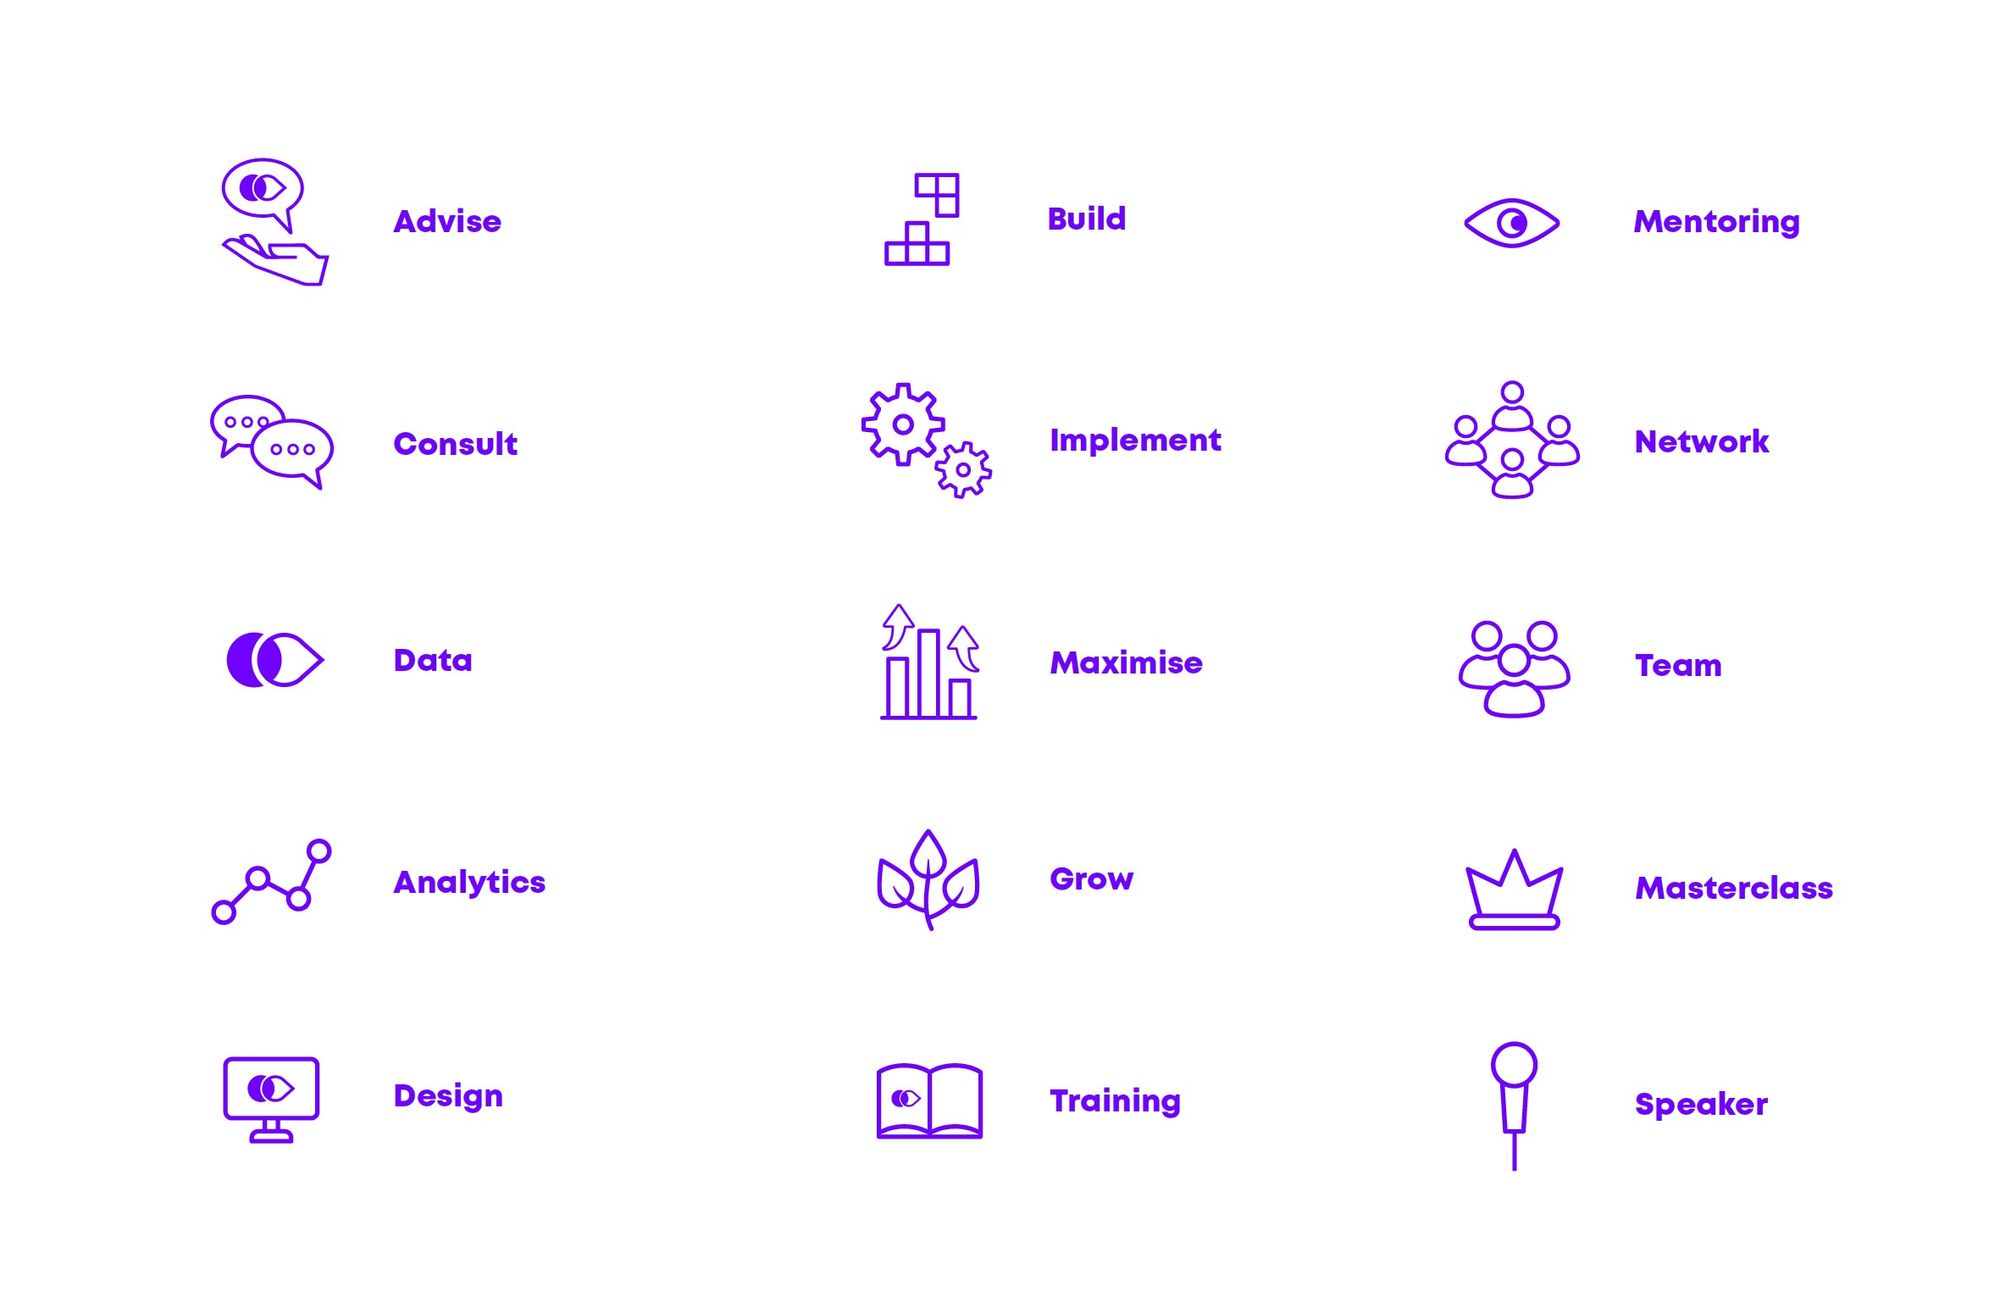 Advise
Build
Mentoring
Consult
Implement
Network
Data
Maximise
Team
Analytics
Grow
Masterclass
Design
Training
Speaker